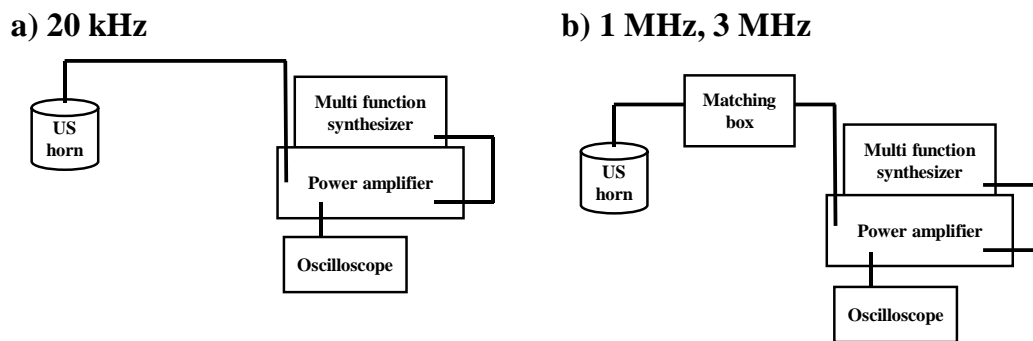 a) 20 kHz
US
horn
Multi function
synthesizer
Power amplifier
Oscilloscope
b) 1 MHz, 3 MHz
Matching
box
US
horn
Multi function
synthesizer
Power amplifier
Oscilloscope